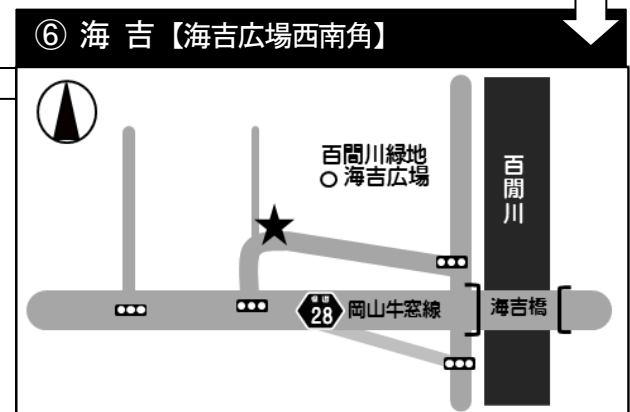 ⑥ 海 吉【海吉広場西南角】
百間川緑地
海吉広場
百間川
県道
28
岡山牛窓線
海吉橋